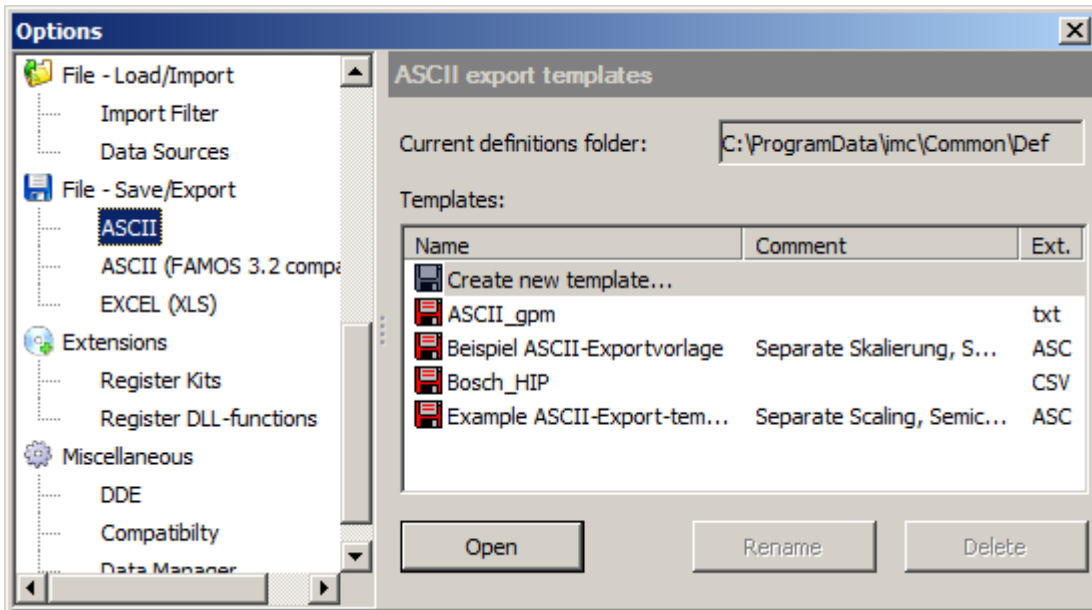 Options
File - Load/Import
Import Filter
Data Sources
File - Save/Export
ASCII
ASCII (FAMOS 3.2 compa
EXCEL (XLS)
Extensions
Register Kits
Register DLL-functions
Miscellaneous
DDE
Compatibilty
Data Manager
ASCII export templates
Current definitions folder: C:\ProgramData\imc\Common\Def
Templates:
Name Comment Ext.
Create new template...
ASCII_gpm txt
Beispiel ASCII-Exportvorlage Separate Skalierung, S... ASC
Bosch_HIP CSV
Example ASCII-Export-tem... Separate Scaling, Semic... ASC
Open Rename Delete